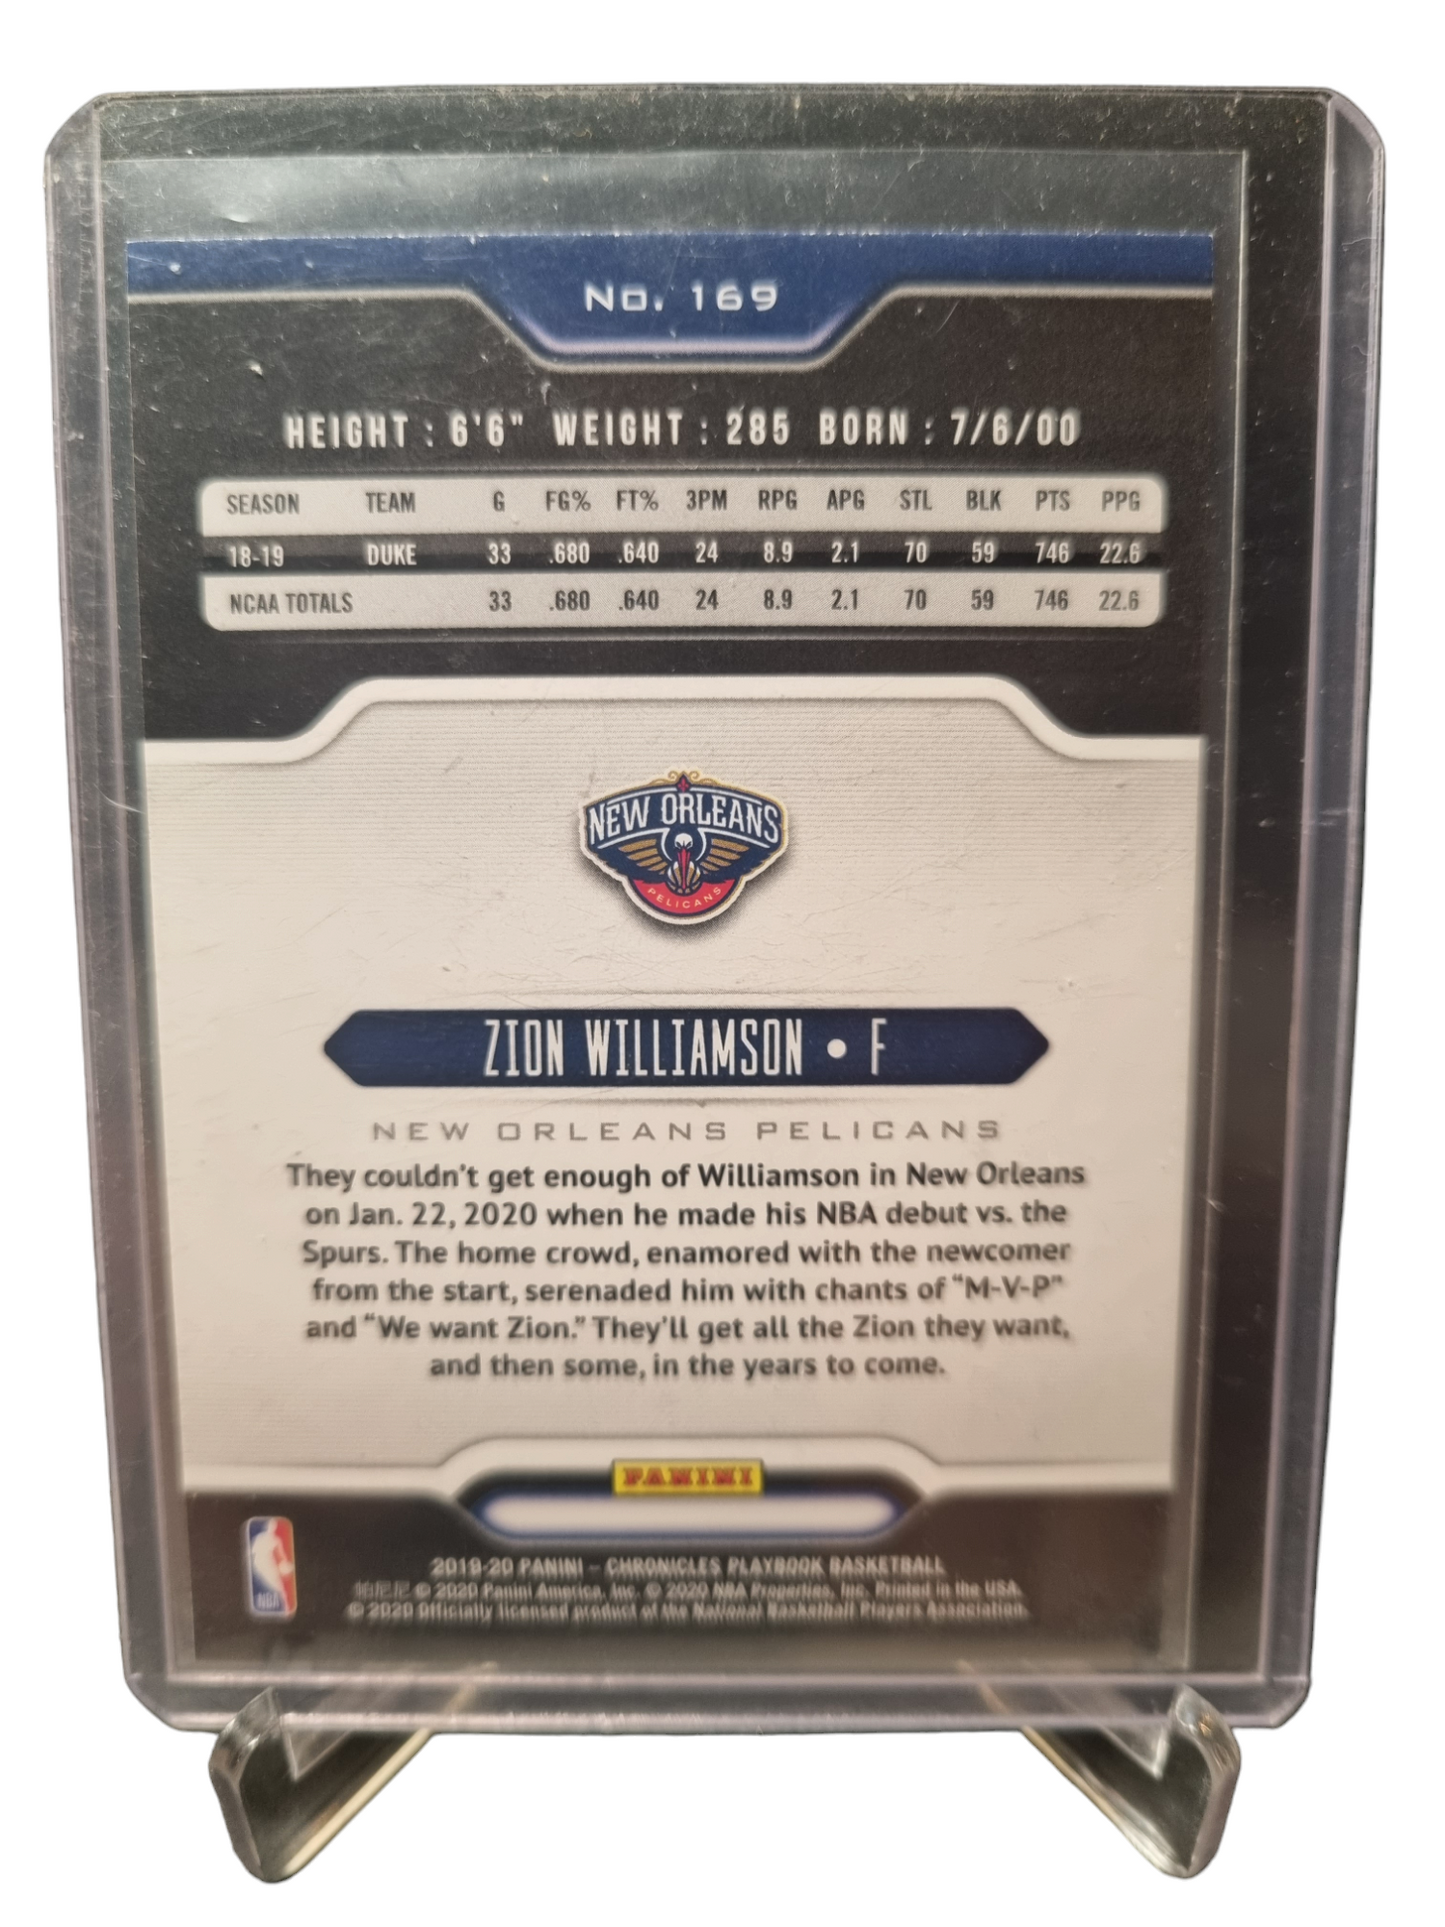 No. 169
HEIGHT : 6'6" WEIGHT : 285 BORN : 7/6/00
SEASON TEAM G FG% FT% 3PM RPG APG STL BLK PTS PPG
18-19 DUKE 33 .680 .640 24 8.9 2.1 70 59 746 22.6
NCAA TOTALS 33 .680 .640 24 8.9 2.1 70 59 746 22.6
NEW ORLEANS
PELICANS
ZION WILLIAMSON • F
NEW ORLEANS PELICANS
They couldn't get enough of Williamson in New Orleans
on Jan. 22, 2020 when he made his NBA debut vs. the
Spurs. The home crowd, enamored with the newcomer
from the start, serenaded him with chants of "M-V-P"
and "We want Zion." They'll get all the Zion they want,
and then some, in the years to come.
PANINI
NBA
2019-20 PANINI – CHRONICLES PLAYBOOK BASKETBALL
帕尼尼 © 2020 Panini America, Inc. © 2020 NBA Properties, Inc. Printed in the USA.
© 2020 Officially licensed product of the National Basketball Players Association.